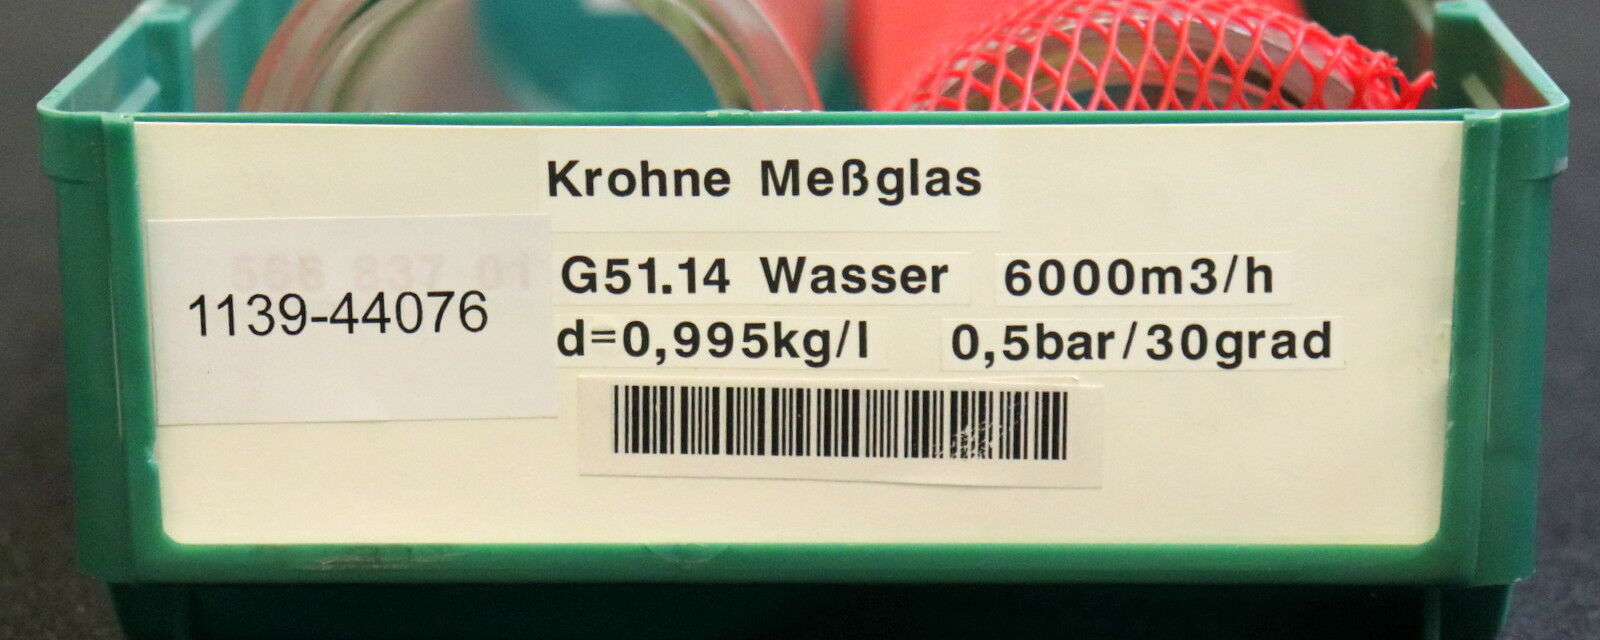 Krohne Meßglas
G51.14 Wasser 6000m3/h
1139-44076
d=0,995kg/l 0,5bar/30grad